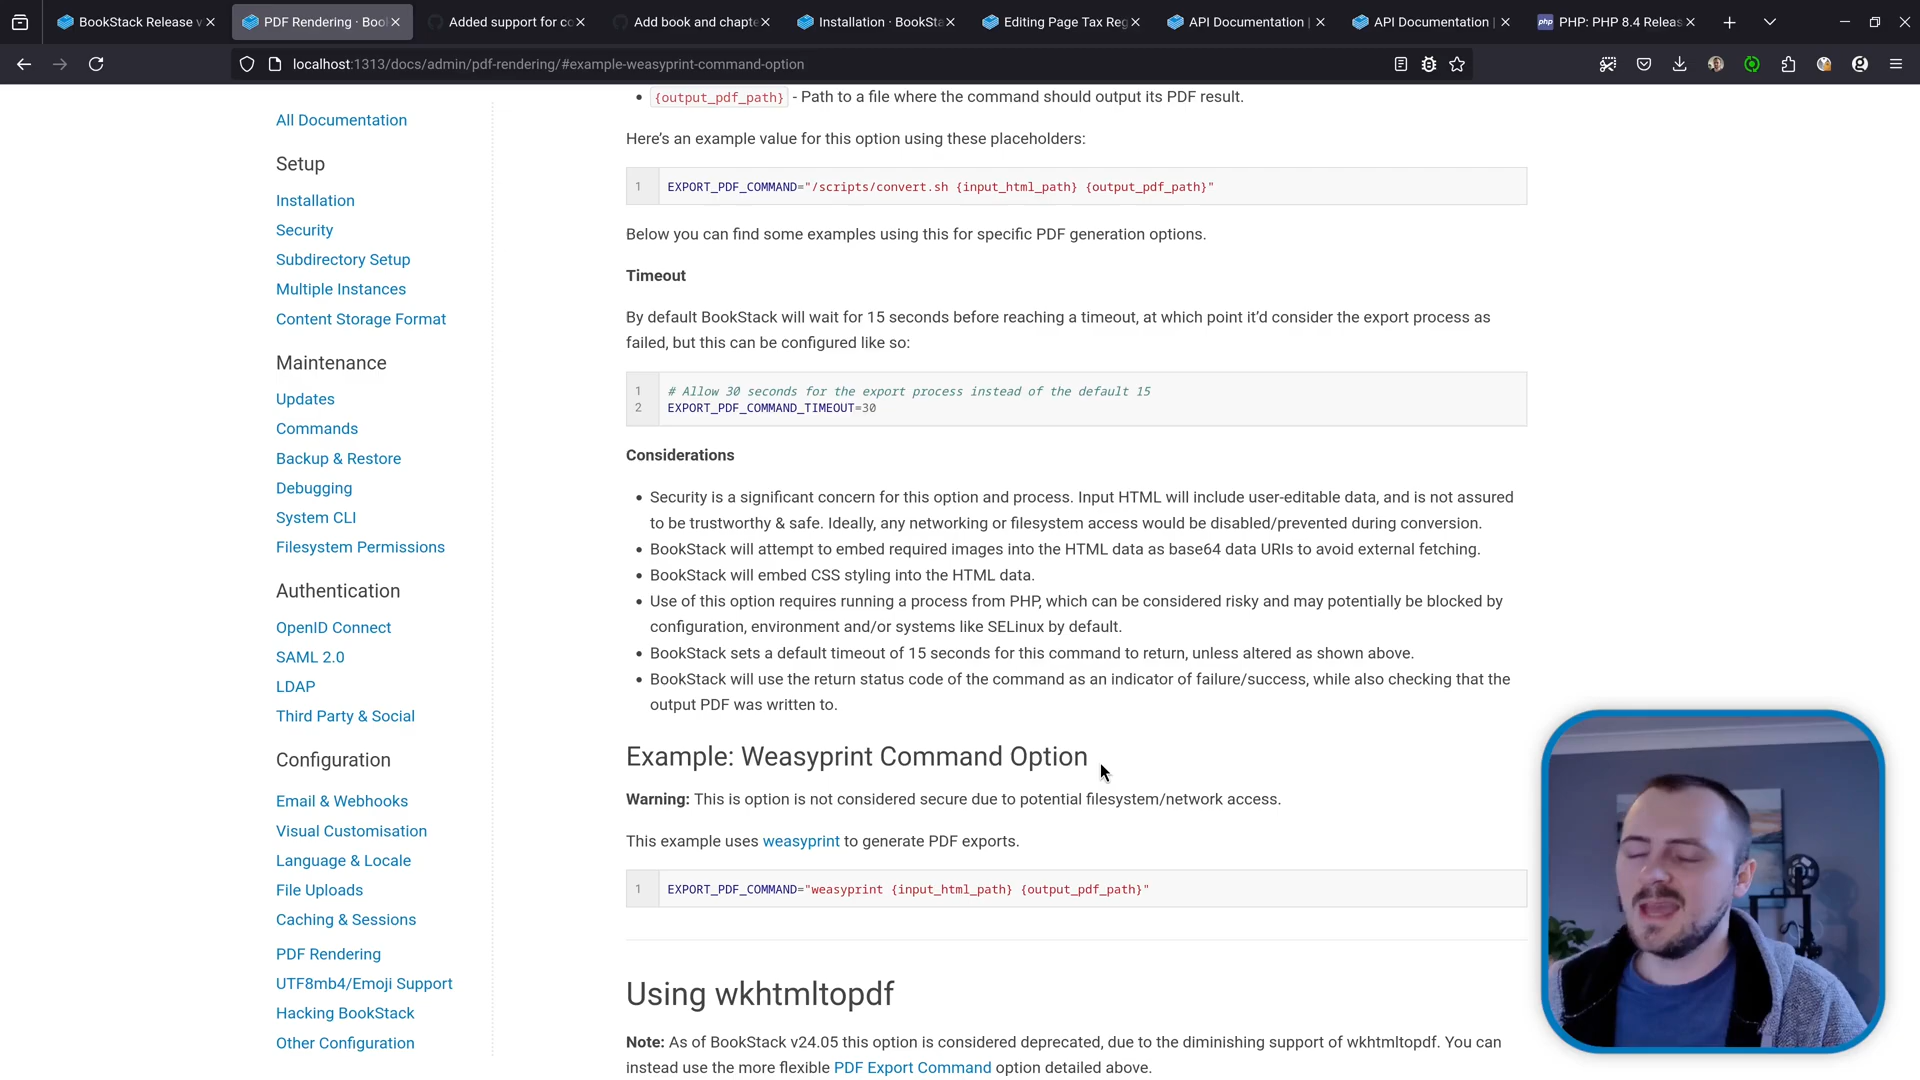 BookStack Release v
PDF Rendering · Bool
Added support for co
Add book and chapte
Installation · BookSta
Editing Page Tax Reg
API Documentation |
API Documentation |
php PHP: PHP 8.4 Releas
localhost:1313/docs/admin/pdf-rendering/#example-weasyprint-command-option
All Documentation
Setup
Installation
Security
Subdirectory Setup
Multiple Instances
Content Storage Format
Maintenance
Updates
Commands
Backup & Restore
Debugging
System CLI
Filesystem Permissions
Authentication
OpenID Connect
SAML 2.0
LDAP
Third Party & Social
Configuration
Email & Webhooks
Visual Customisation
Language & Locale
File Uploads
Caching & Sessions
PDF Rendering
UTF8mb4/Emoji Support
Hacking BookStack
Other Configuration
• {output_pdf_path} - Path to a file where the command should output its PDF result.
Here’s an example value for this option using these placeholders:
1 EXPORT_PDF_COMMAND="/scripts/convert.sh {input_html_path} {output_pdf_path}"
Below you can find some examples using this for specific PDF generation options.
Timeout
By default BookStack will wait for 15 seconds before reaching a timeout, at which point it’d consider the export process as
failed, but this can be configured like so:
1 # Allow 30 seconds for the export process instead of the default 15
2 EXPORT_PDF_COMMAND_TIMEOUT=30
Considerations
• Security is a significant concern for this option and process. Input HTML will include user-editable data, and is not assured
to be trustworthy & safe. Ideally, any networking or filesystem access would be disabled/prevented during conversion.
• BookStack will attempt to embed required images into the HTML data as base64 data URIs to avoid external fetching.
• BookStack will embed CSS styling into the HTML data.
• Use of this option requires running a process from PHP, which can be considered risky and may potentially be blocked by
configuration, environment and/or systems like SELinux by default.
• BookStack sets a default timeout of 15 seconds for this command to return, unless altered as shown above.
• BookStack will use the return status code of the command as an indicator of failure/success, while also checking that the
output PDF was written to.
Example: Weasyprint Command Option
Warning: This is option is not considered secure due to potential filesystem/network access.
This example uses weasyprint to generate PDF exports.
1 EXPORT_PDF_COMMAND="weasyprint {input_html_path} {output_pdf_path}"
Using wkhtmltopdf
Note: As of BookStack v24.05 this option is considered deprecated, due to the diminishing support of wkhtmltopdf. You can
instead use the more flexible PDF Export Command option detailed above.